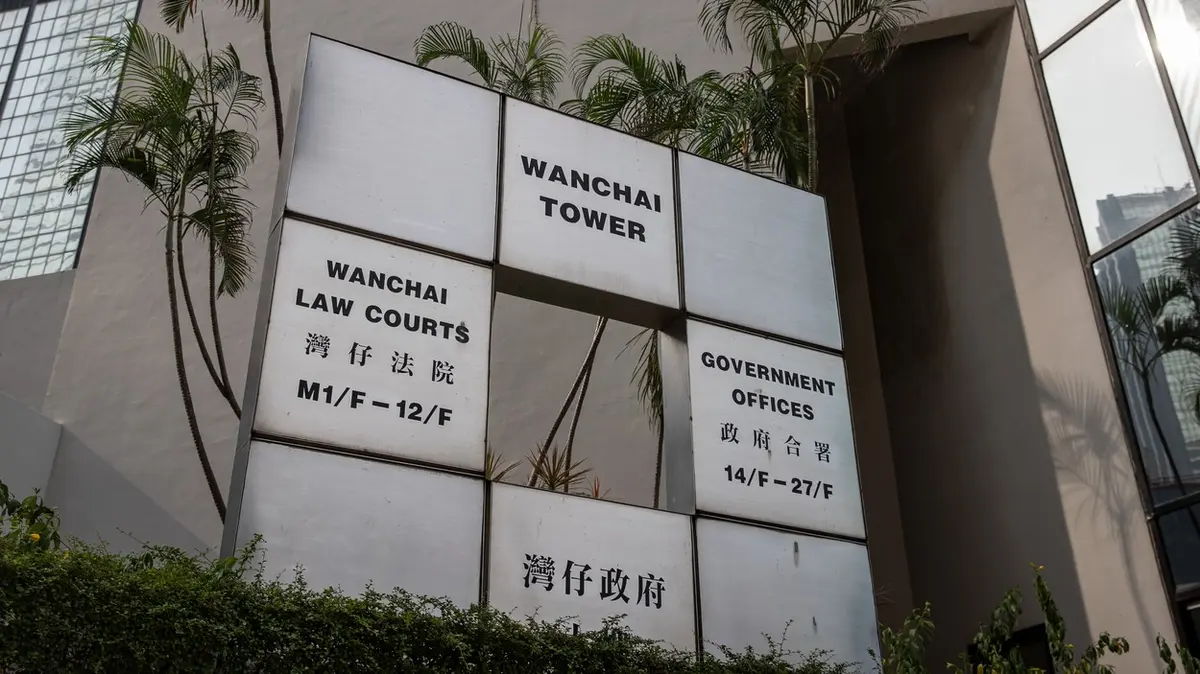 WANCHAI
TOWER
WANCHAI
LAW COURTS
灣仔法院
M1/F－12/F
GOVERNMENT
OFFICES
政府合署
14/F－27/F
灣仔政府